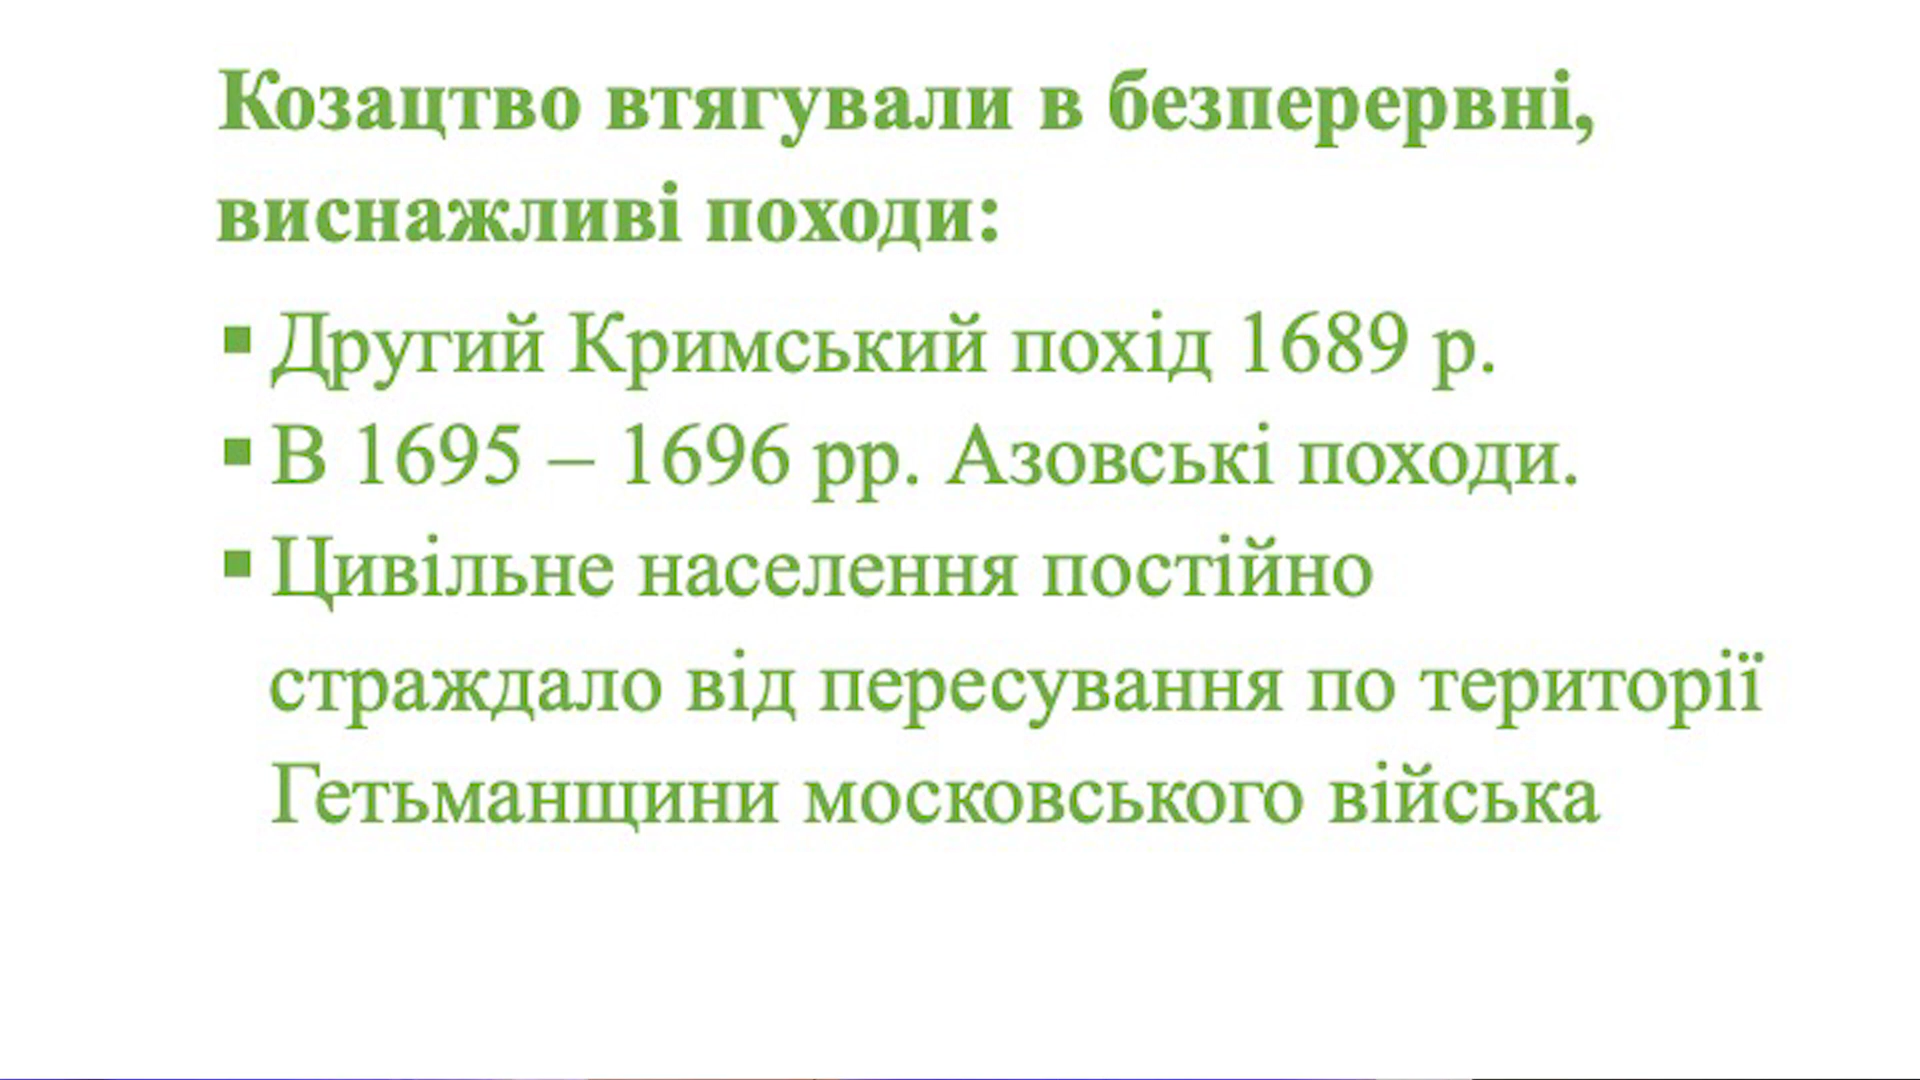 Козацтво втягували в безперервні,
виснажливі походи:
▪ Другий Кримський похід 1689 р.
▪ В 1695 – 1696 рр. Азовські походи.
▪ Цивільне населення постійно
страждало від пересування по території
Гетьманщини московського війська